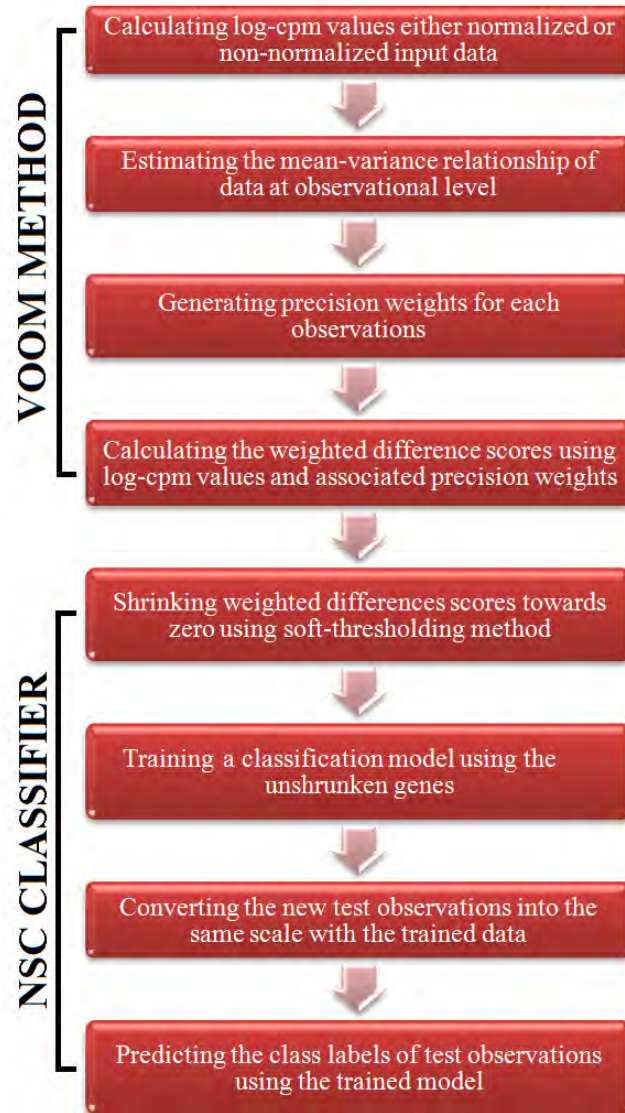 VOOM METHOD
Calculating log-cpm values either normalized or
non-normalized input data
Estimating the mean-variance relationship of
data at observational level
Generating precision weights for each
observations
Calculating the weighted difference scores using
log-cpm values and associated precision weights
NSC CLASSIFIER
Shrinking weighted differences scores towards
zero using soft-thresholding method
Training a classification model using the
unshrunken genes
Converting the new test observations into the
same scale with the trained data
Predicting the class labels of test observations
using the trained model